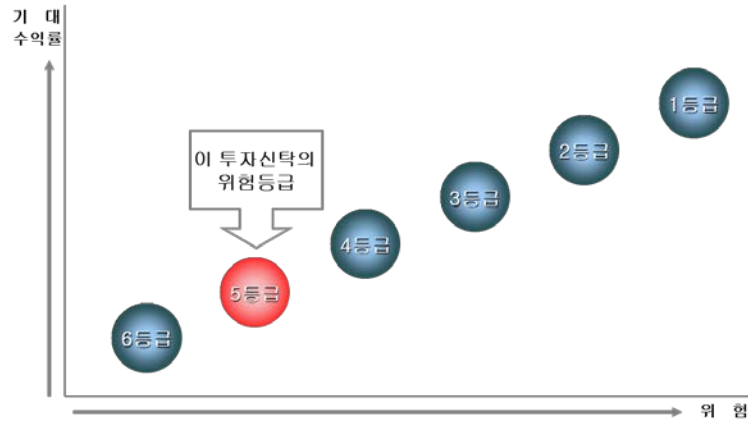 기 대
수익률
1등급
2등급
이 투자신탁의
위험등급
3등급
4등급
5등급
6등급
위 험